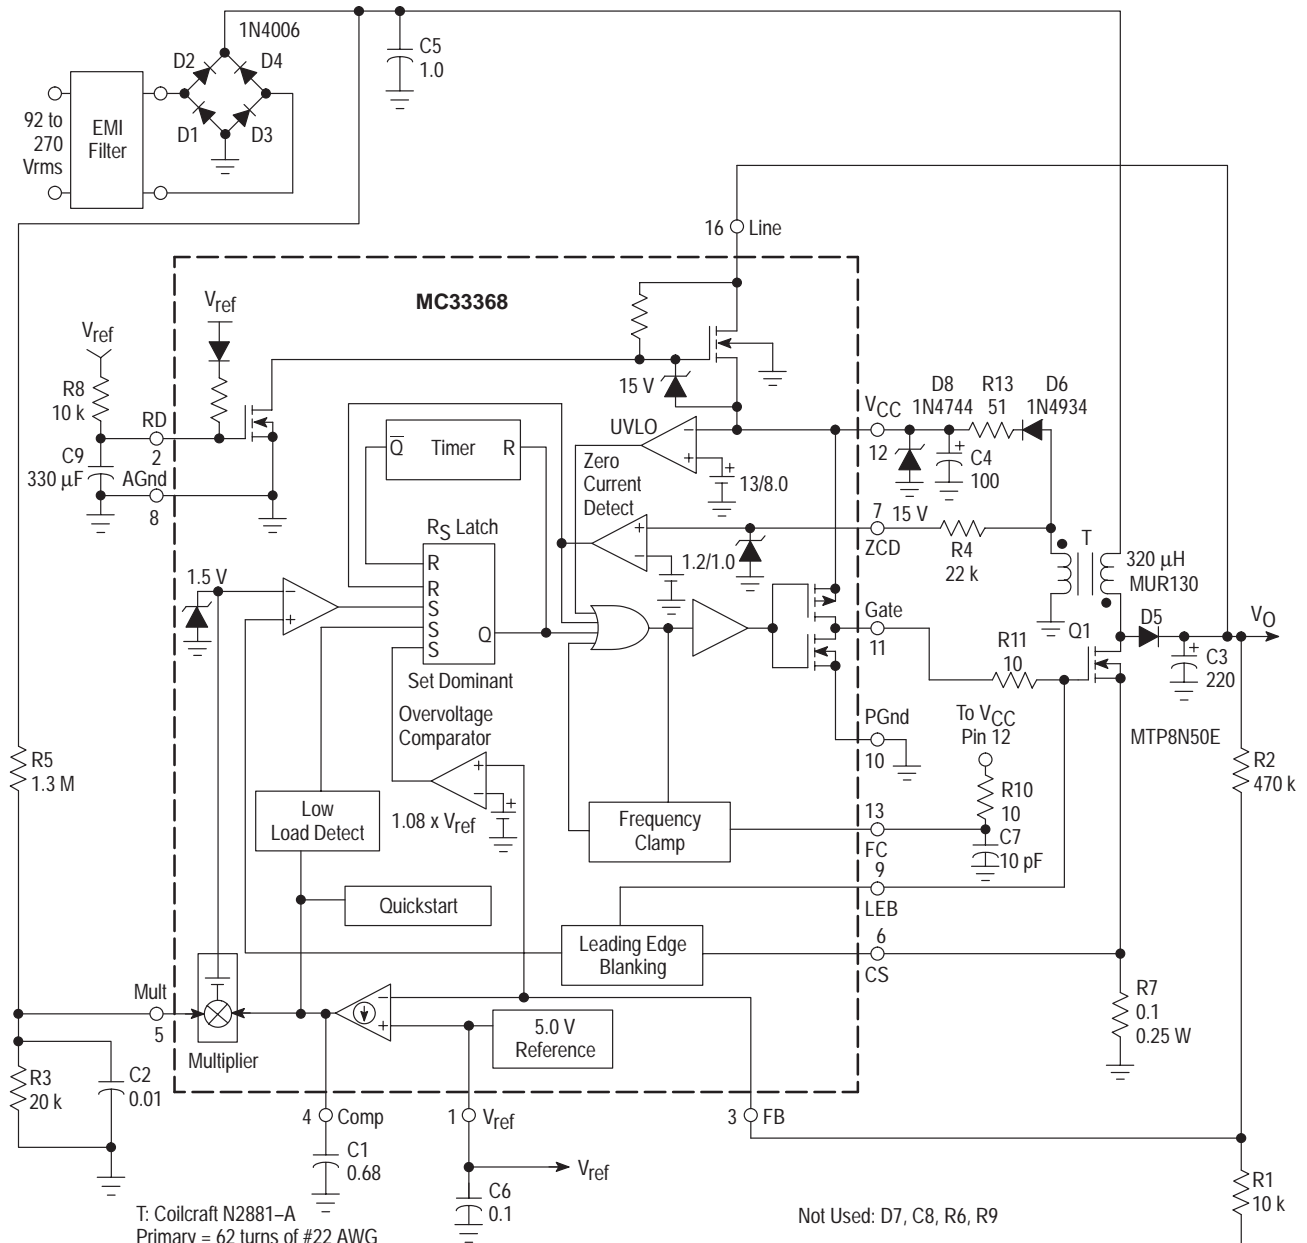 1N4006
D2
D4
D1
D3
C5
1.0
92 to
270
Vrms
EMI
Filter
16
Line
MC33368
Vref
Vref
R8
10 k
RD
2
C9
330 µF
AGnd
8
15 V
UVLO
13/8.0
VCC
12
D8
1N4744
R13
51
D6
1N4934
C4
100
Q
Timer
R
Zero
Current
Detect
RS Latch
7
15 V
ZCD
R4
22 k
T
320 µH
MUR130
1.2/1.0
1.5 V
R
R
S
S
S
Q
Set Dominant
Gate
11
R11
10
Q1
D5
VO
C3
220
MTP8N50E
Overvoltage
Comparator
PGnd
10
To VCC
Pin 12
R10
10
R5
1.3 M
R2
470 k
Low
Load Detect
1.08 x Vref
Frequency
Clamp
13
FC
C7
10 pF
9
LEB
Quickstart
Leading Edge
Blanking
6
CS
Mult
5
Multiplier
5.0 V
Reference
R7
0.1
0.25 W
R3
20 k
C2
0.01
4
Comp
1
Vref
3
FB
C1
0.68
Vref
C6
0.1
R1
10 k
T: Coilcraft N2881–A
Primary = 62 turns of #22 AWG
Not Used: D7, C8, R6, R9